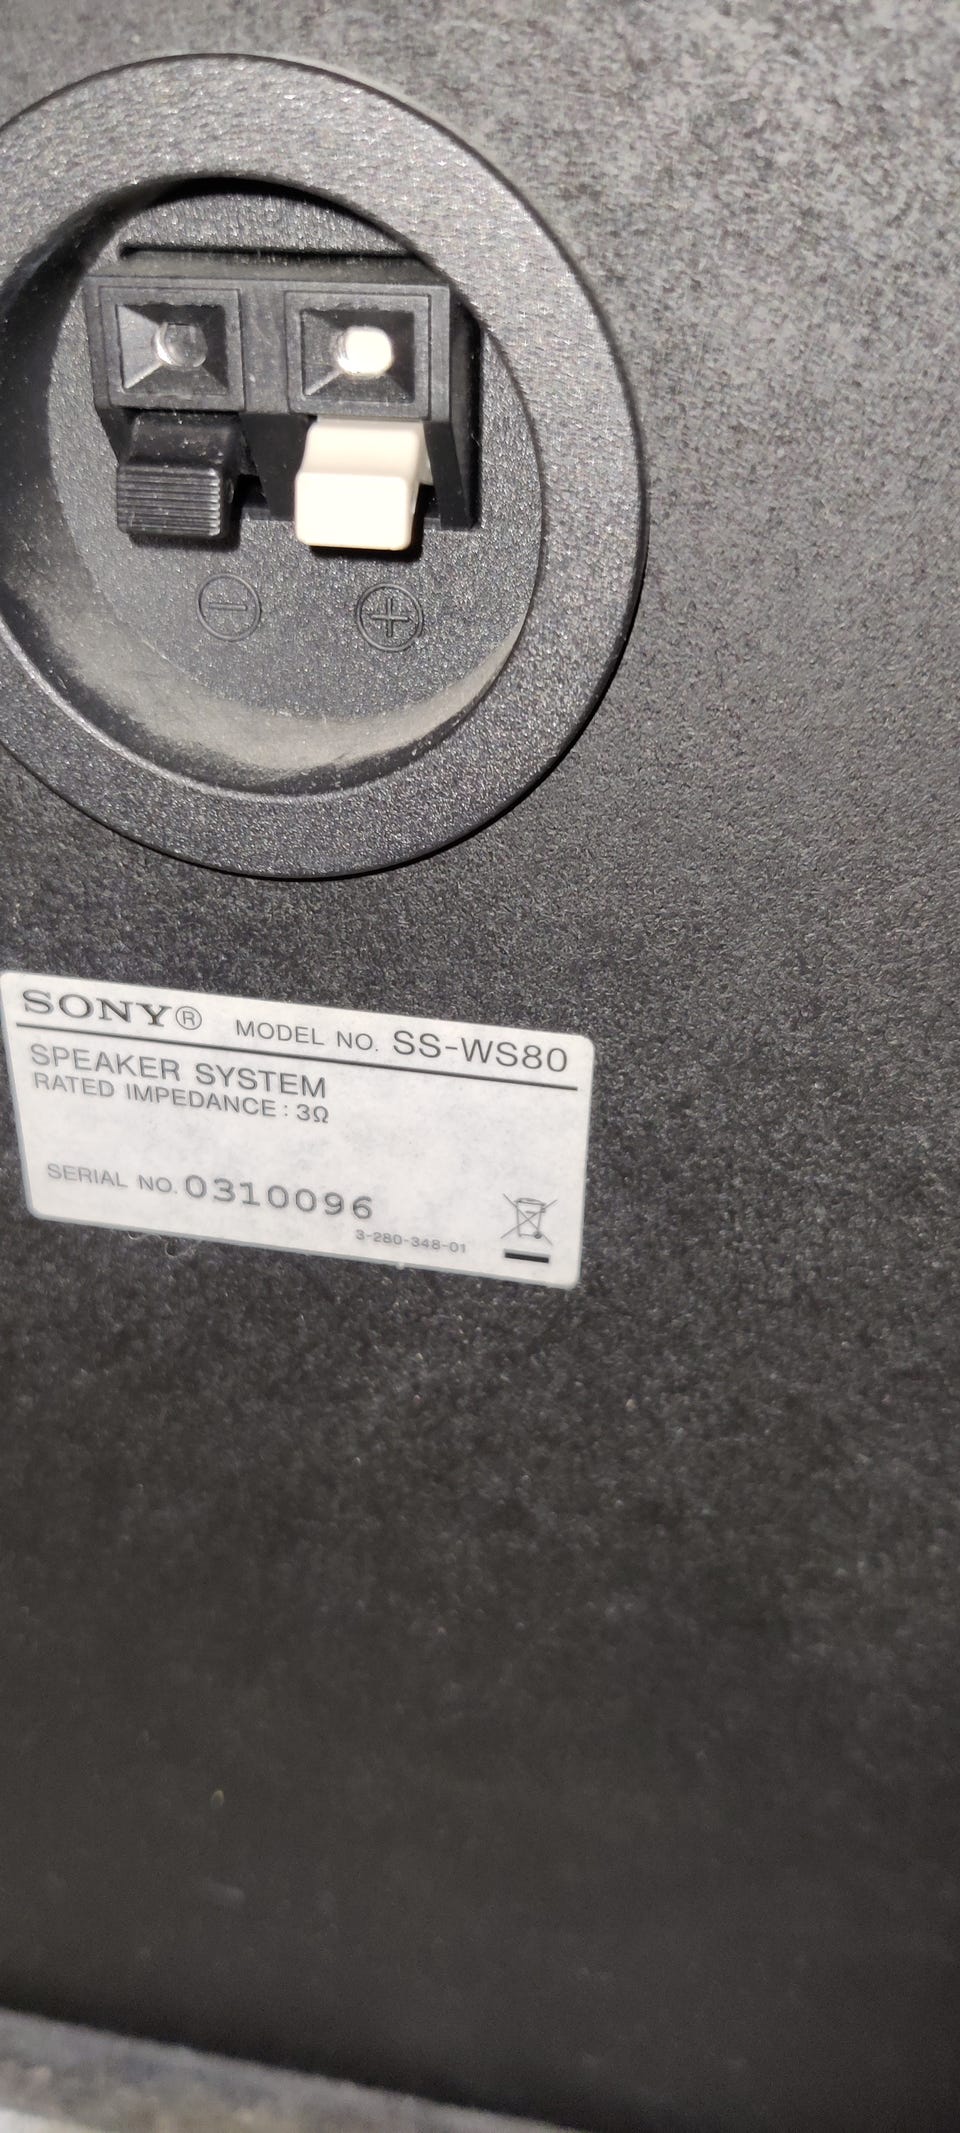 ⊖ ⊕
SONY® MODEL NO. SS-WS80
SPEAKER SYSTEM
RATED IMPEDANCE : 3Ω
SERIAL NO. 0310096
3-280-348-01